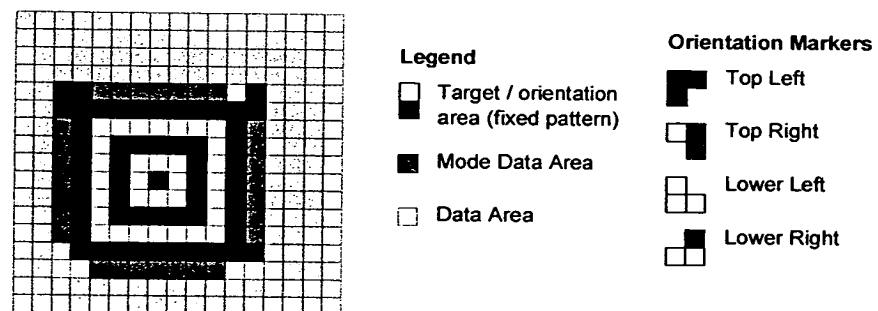 Legend
Target / orientation
area (fixed pattern)
Mode Data Area
Data Area
Orientation Markers
Top Left
Top Right
Lower Left
Lower Right